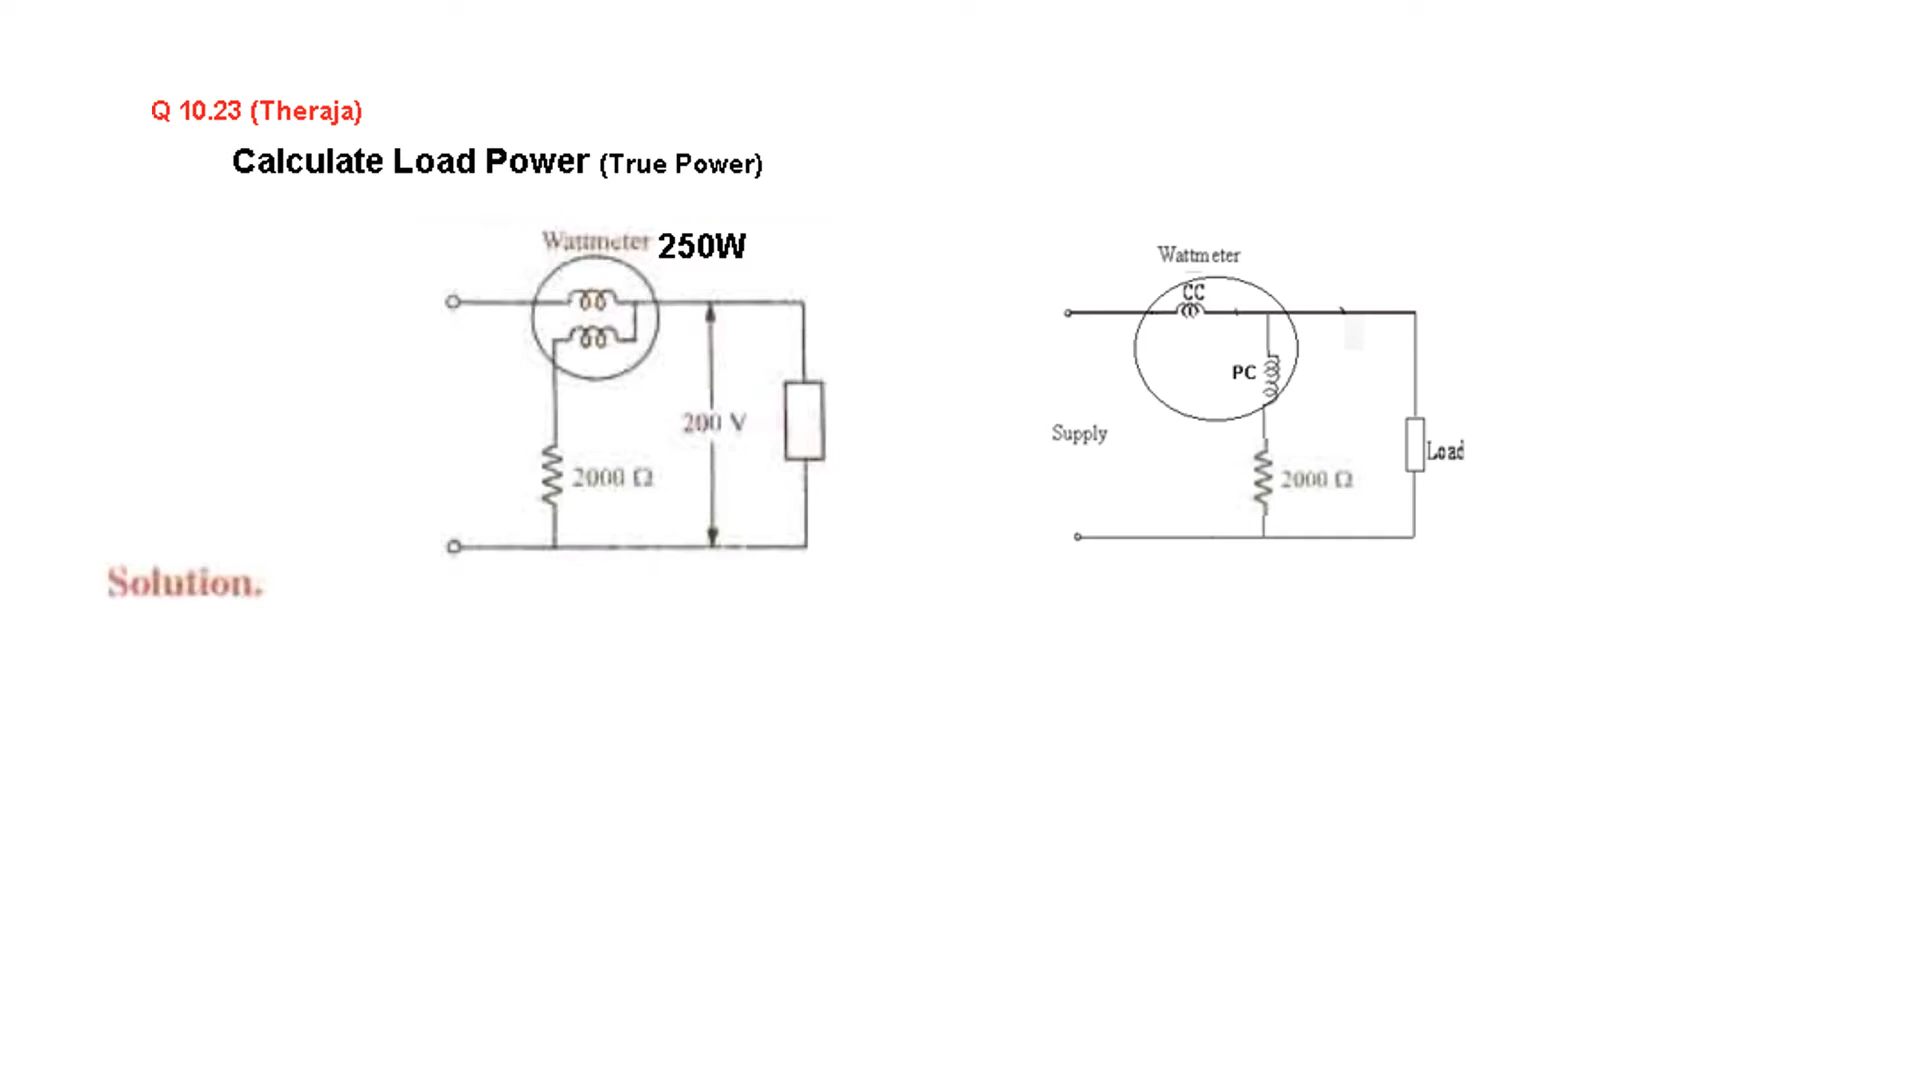 Q 10.23 (Theraja)
Calculate Load Power (True Power)
Wattmeter 250W
200 V
2000 Ω
Wattmeter
CC
PC
Supply
Load
2000 Ω
Solution.